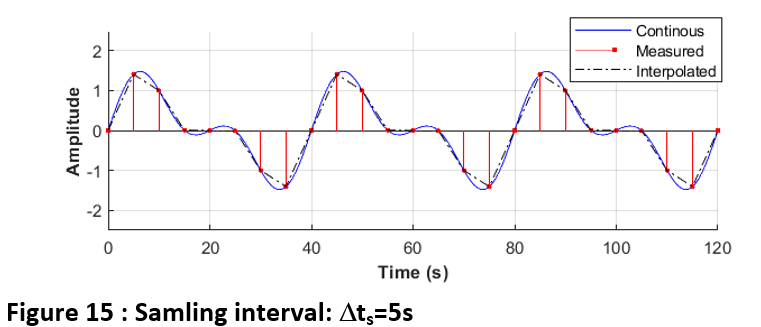 Continous
Measured
Interpolated
2
1
0
-1
-2
Amplitude
0 20 40 60 80 100 120
Time (s)
Figure 15 : Samling interval: Δtₛ=5s